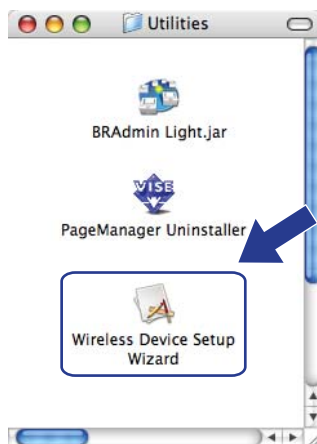 Utilities
BRAdmin Light.jar
VISE
PageManager Uninstaller
Wireless Device Setup
Wizard